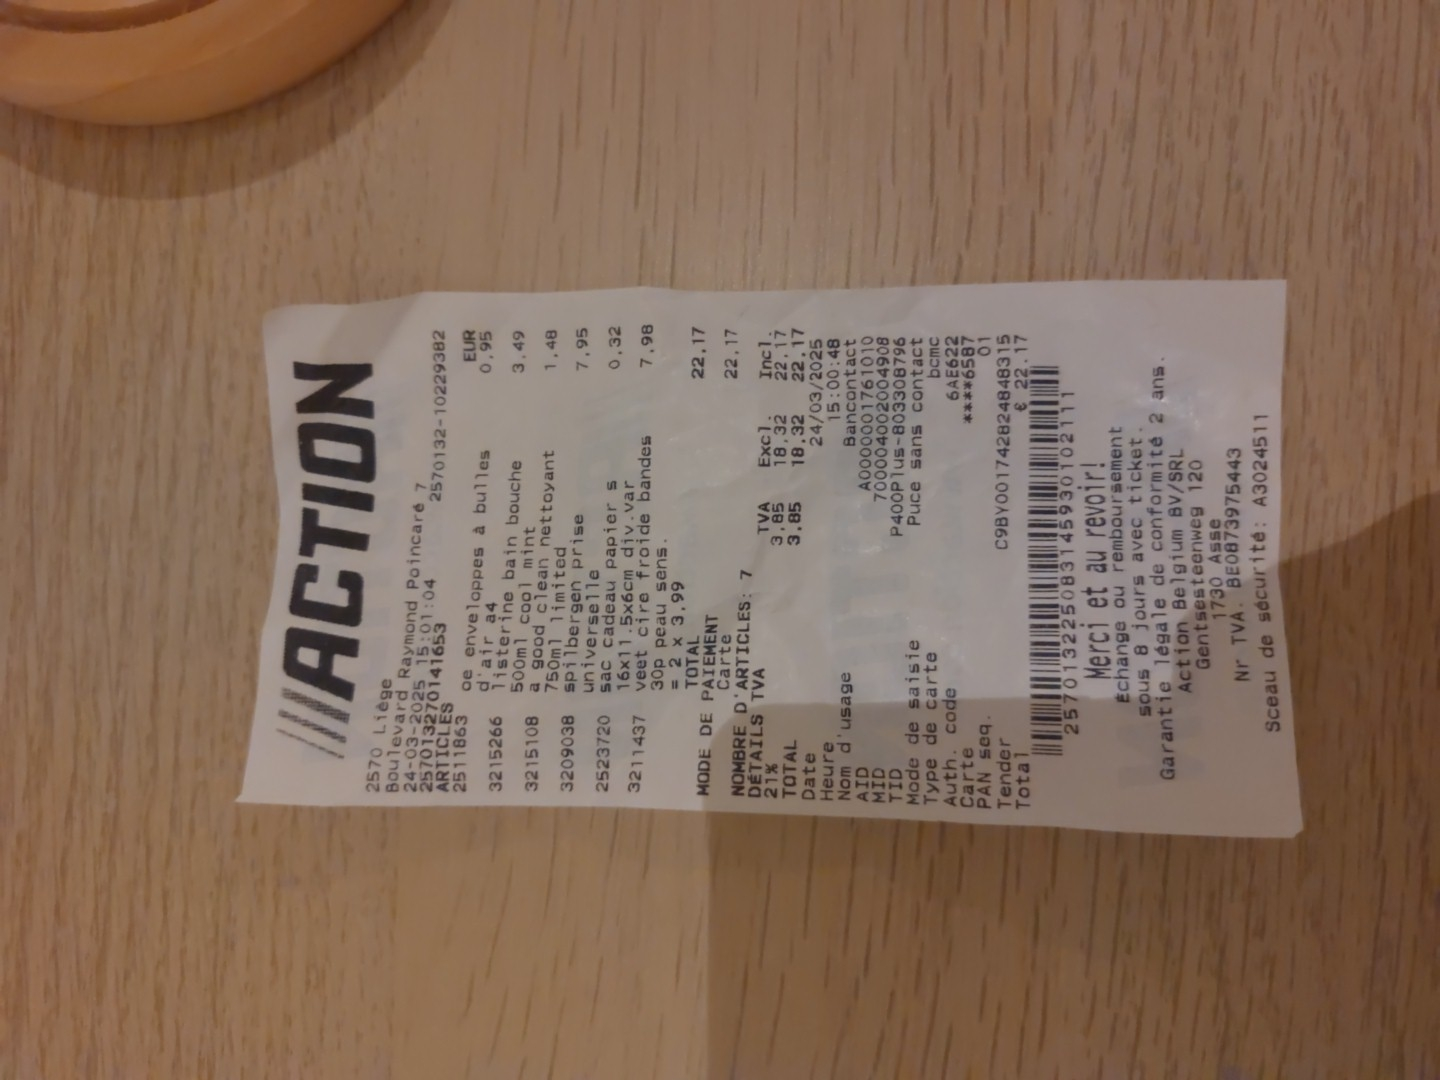 ACTION
2570 Liège
Boulevard Raymond Poincaré 7
24-03-2025 15:01:04 2570132-10229382
2570132270141653
ARTICLES EUR
2511863 oe enveloppes à bulles 0,95
d'air a4
3215266 listerine bain bouche 3,49
500ml cool mint
3215108 a good clean nettoyant 1,48
750ml limited
3209038 spilbergen prise 7,95
universelle
2523720 sac cadeau papier s 0,32
16x11.5x6cm div.var
3211437 veet cire froide bandes 7,98
30p peau sens.
= 2 x 3,99
TOTAL 22,17
MODE DE PAIEMENT
Carte 22,17
NOMBRE D'ARTICLES: 7
DÉTAILS TVA TVA Excl. Incl.
21% 3,85 18,32 22,17
TOTAL 3,85 18,32 22,17
Date 24/03/2025
Heure 15:00:48
Nom d'usage Bancontact
AID A0000001761010
MID 70004002004908
TID P400Plus-803308796
Mode de saisie Puce sans contact
Type de carte bcmc
Auth. code 6AE622
Carte ****6587
PAN seq. 01
Tender C9BY001742824848315
Total € 22.17
2570132250831459301021 11
Merci et au revoir!
Échange ou remboursement
sous 8 jours avec ticket.
Garantie légale de conformité 2 ans.
Action Belgium BV/SRL
Gentsesteenweg 120
1730 Asse
Nr TVA. BE0873975443
Sceau de sécurité: A3024511